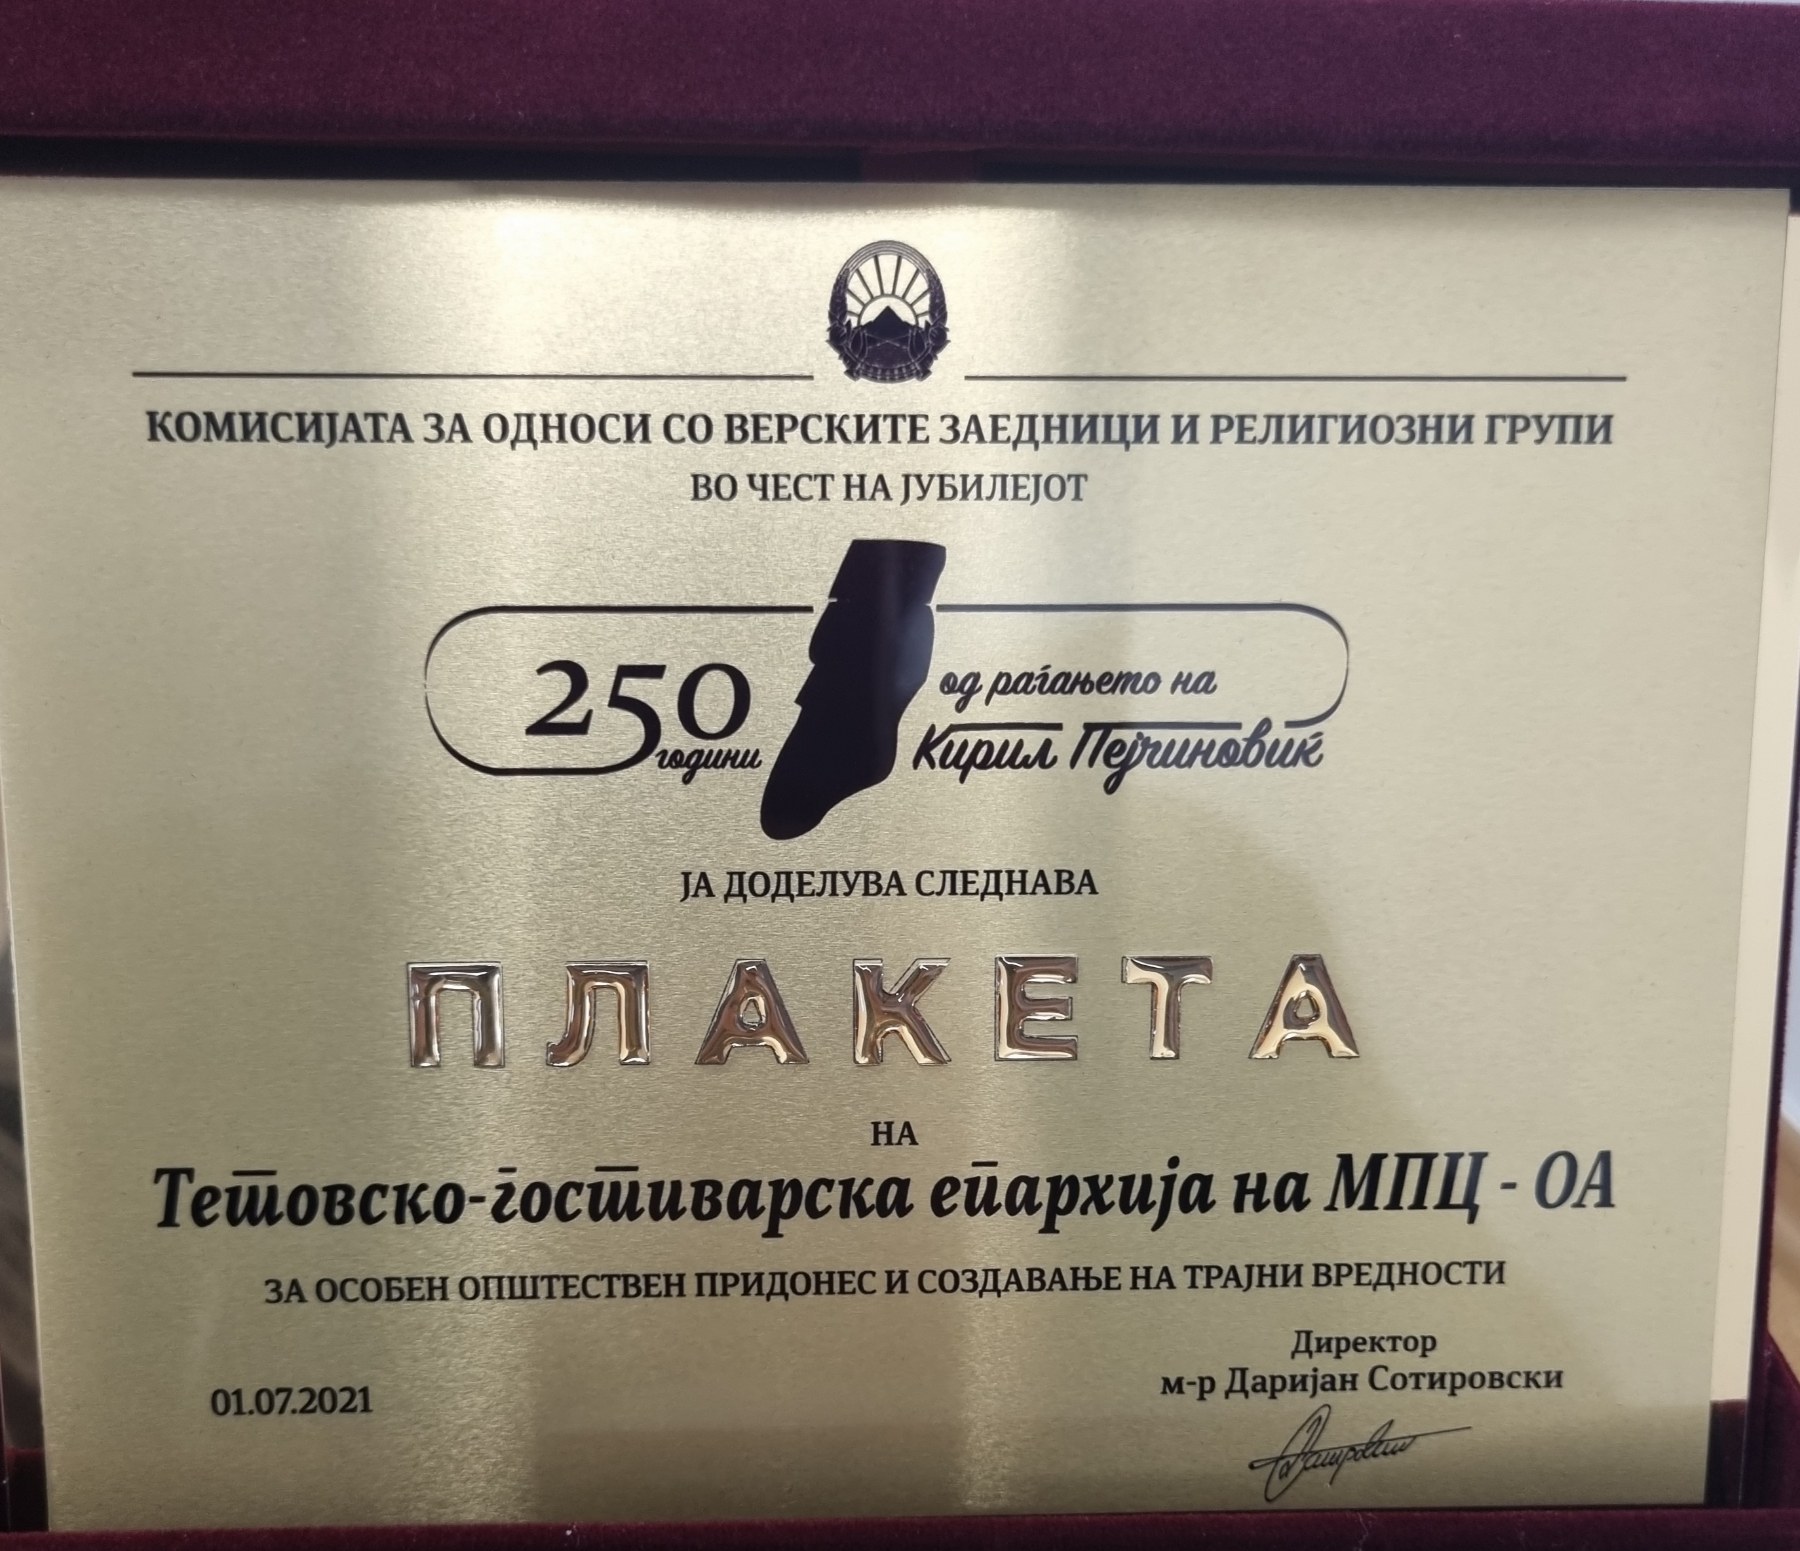 КОМИСИЈАТА ЗА ОДНОСИ СО ВЕРСКИТЕ ЗАЕДНИЦИ И РЕЛИГИОЗНИ ГРУПИ
ВО ЧЕСТ НА ЈУБИЛЕЈОТ
250
години
од раѓањето на
Кирил Пејчиновиќ
ЈА ДОДЕЛУВА СЛЕДНАВА
ПЛАКЕТА
НА
Тетовско-гостиварска епархија на МПЦ - ОА
ЗА ОСОБЕН ОПШТЕСТВЕН ПРИДОНЕС И СОЗДАВАЊЕ НА ТРАЈНИ ВРЕДНОСТИ
Директор
м-р Даријан Сотировски
01.07.2021